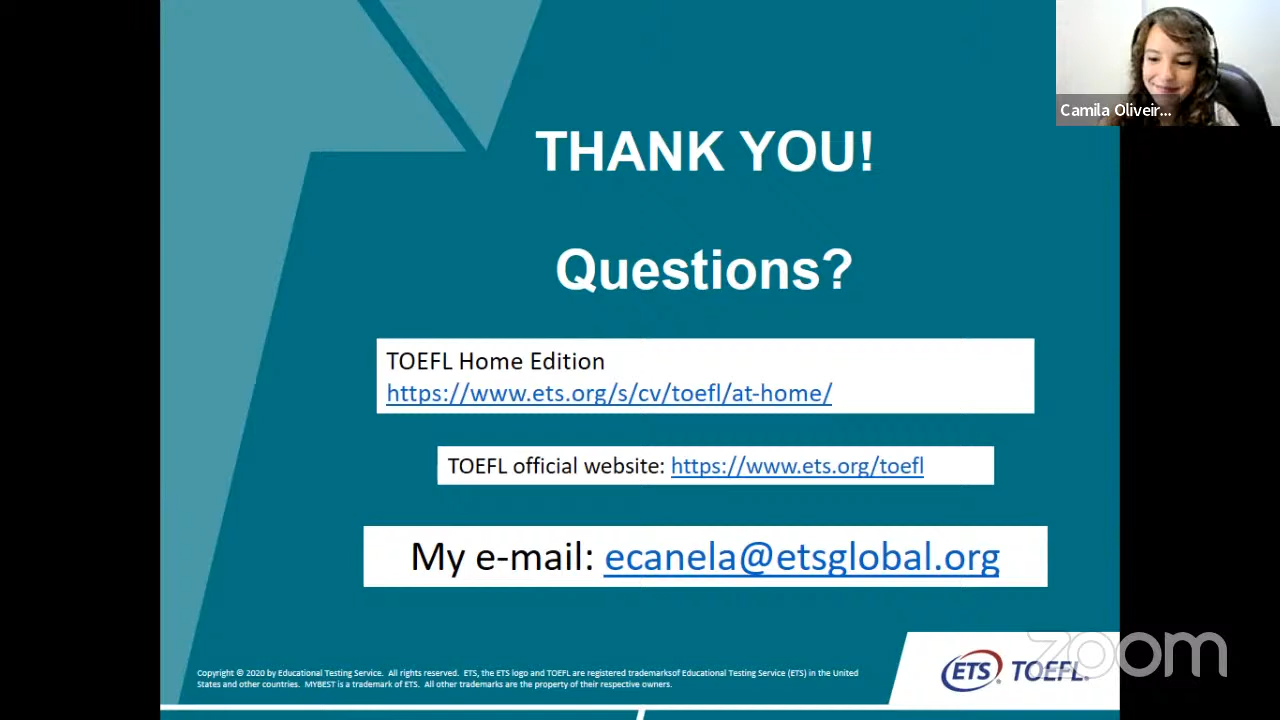 Camila Oliveir...
THANK YOU!
Questions?
TOEFL Home Edition
https://www.ets.org/s/cv/toefl/at-home/
TOEFL official website: https://www.ets.org/toefl
My e-mail: ecanela@etsglobal.org
Copyright © 2020 by Educational Testing Service. All rights reserved. ETS, the ETS logo and TOEFL are registered trademarksof Educational Testing Service (ETS) in the United
States and other countries. MYBEST is a trademark of ETS. All other trademarks are the property of their respective owners.
ETS® TOEFL®
zoom